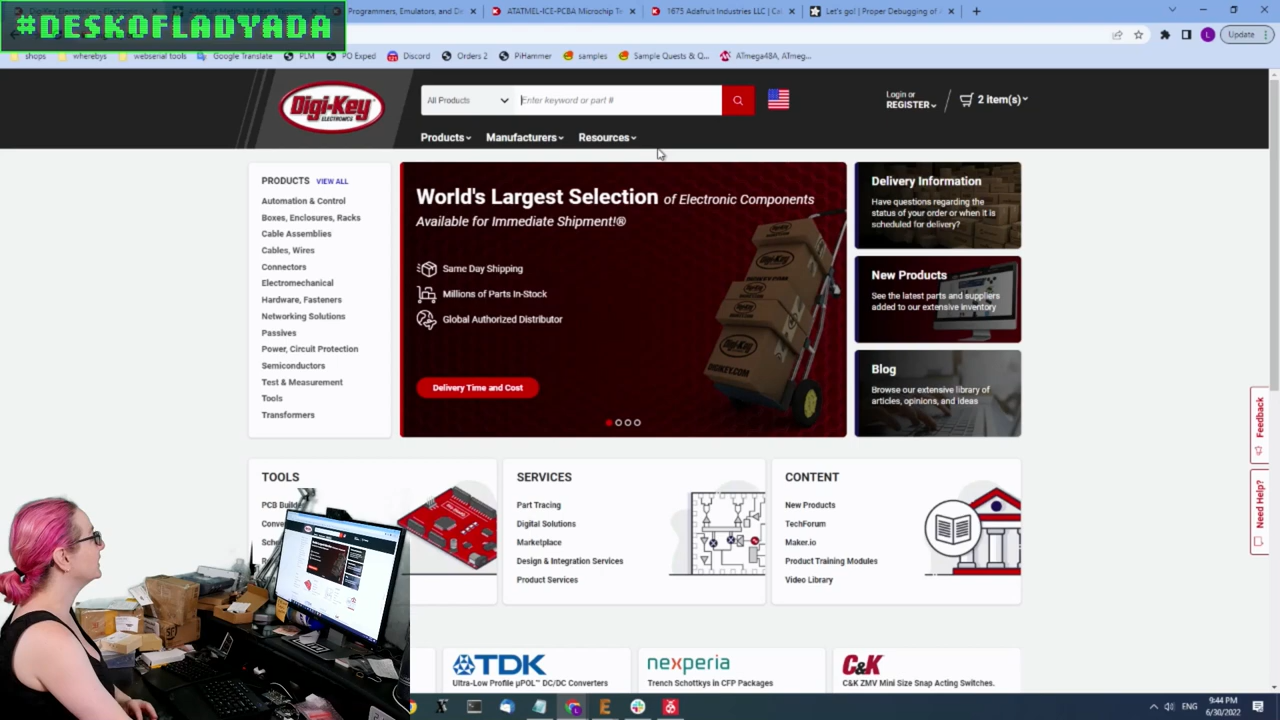 #DESKOFLADYADA
Programmers, Emulators, and De
ATATMEL-ICE-PCBA Microchip Te
1675 Adafruit Industries LLC | Co
Let's go! | Proper Debugging of A
Update
shops
wherebys
webserial tools
Google Translate
PLM
PO Exped
Discord
Orders 2
PiHammer
samples
Sample Quests & Q...
ATmega48A, ATmeg...
Digi-Key
ELECTRONICS
All Products
Enter keyword or part #
Login or
REGISTER
2 item(s)
Products
Manufacturers
Resources
PRODUCTS VIEW ALL
Automation & Control
Boxes, Enclosures, Racks
Cable Assemblies
Cables, Wires
Connectors
Electromechanical
Hardware, Fasteners
Networking Solutions
Passives
Power, Circuit Protection
Semiconductors
Test & Measurement
Tools
Transformers
World's Largest Selection of Electronic Components
Available for Immediate Shipment!®
Same Day Shipping
Millions of Parts In-Stock
Global Authorized Distributor
Delivery Time and Cost
Delivery Information
Have questions regarding the
status of your order or when it is
scheduled for delivery?
New Products
See the latest parts and suppliers
added to our extensive inventory
Blog
Browse our extensive library of
articles, opinions, and ideas
Feedback
Need Help?
TOOLS
PCB Builde
Conve
Sche
SERVICES
Part Tracing
Digital Solutions
Marketplace
Design & Integration Services
Product Services
CONTENT
New Products
TechForum
Maker.io
Product Training Modules
Video Library
TDK
Ultra-Low Profile µPOL™ DC/DC Converters
nexperia
Trench Schottkys in CFP Packages
C&K
C&K ZMV Mini Size Snap Acting Switches.
ENG
9:44 PM
6/30/2022